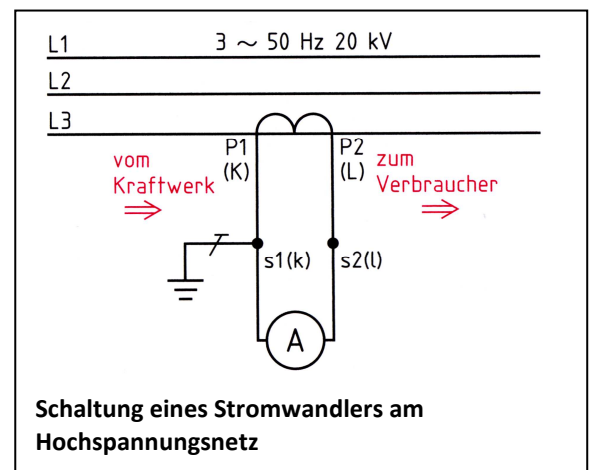 L1 3 ~ 50 Hz 20 kV
L2
L3
P1 P2
(K) (L)
vom
Kraftwerk
zum
Verbraucher
s1(k) s2(l)
A
Schaltung eines Stromwandlers am
Hochspannungsnetz